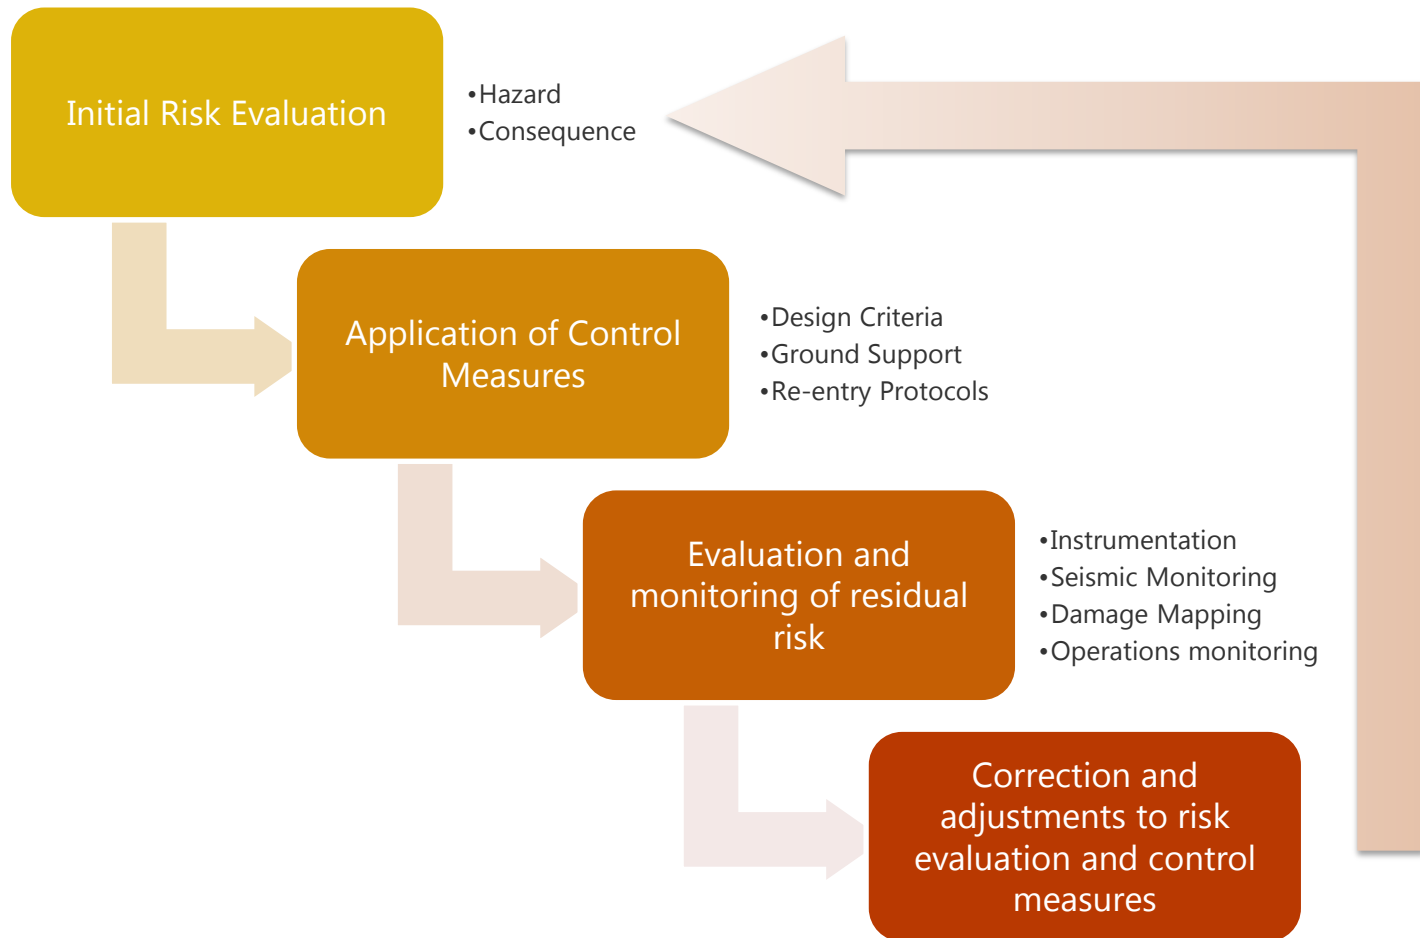 Initial Risk Evaluation
•Hazard
•Consequence
Application of Control
Measures
•Design Criteria
•Ground Support
•Re-entry Protocols
Evaluation and
monitoring of residual
risk
•Instrumentation
•Seismic Monitoring
•Damage Mapping
•Operations monitoring
Correction and
adjustments to risk
evaluation and control
measures